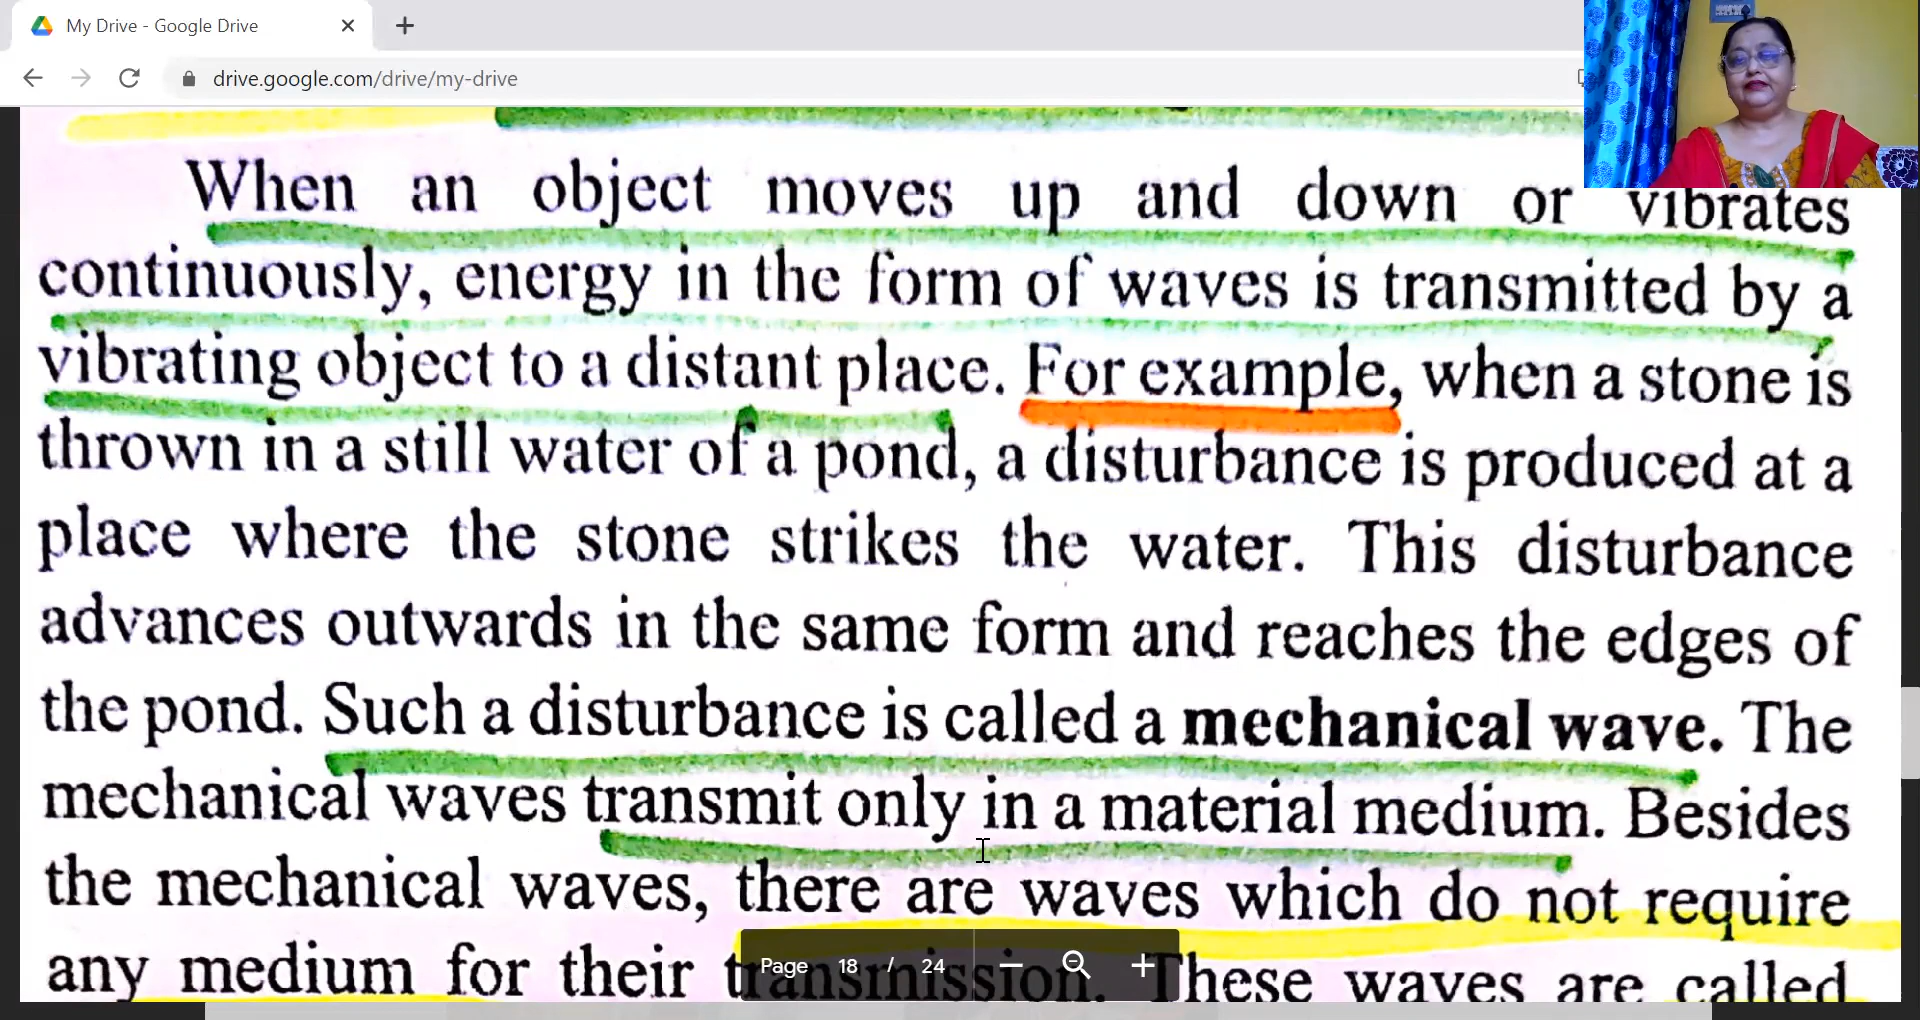 My Drive - Google Drive
drive.google.com/drive/my-drive
When an object moves up and down or vibrates
continuously, energy in the form of waves is transmitted by a
vibrating object to a distant place. For example, when a stone is
thrown in a still water of a pond, a disturbance is produced at a
place where the stone strikes the water. This disturbance
advances outwards in the same form and reaches the edges of
the pond. Such a disturbance is called a mechanical wave. The
mechanical waves transmit only in a material medium. Besides
the mechanical waves, there are waves which do not require
any medium for their transmission. These waves are called
Page 18 / 24